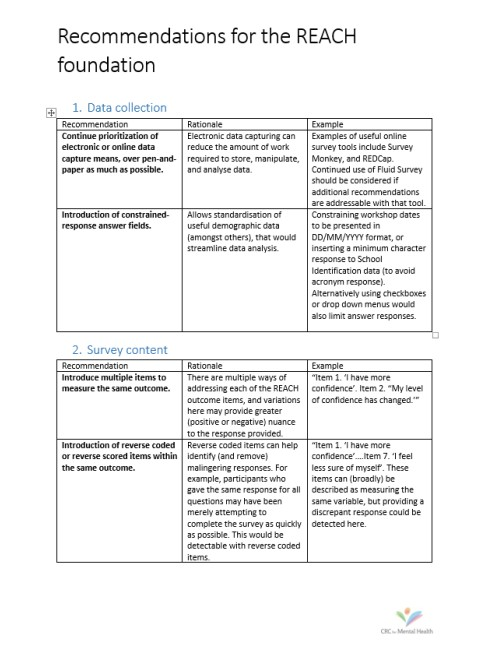 Recommendations for the REACH
foundation
1. Data collection
Recommendation
Rationale
Example
Continue prioritization of
electronic or online data
capture means, over pen-and-
paper as much as possible.
Electronic data capturing can
reduce the amount of work
required to store, manipulate,
and analyse data.
Examples of useful online
survey tools include Survey
Monkey, and REDCap.
Continued use of Fluid Survey
should be considered if
additional recommendations
are addressable with that tool.
Introduction of constrained-
response answer fields.
Allows standardisation of
useful demographic data
(amongst others), that would
streamline data analysis.
Constraining workshop dates
to be presented in
DD/MM/YYYY format, or
inserting a minimum character
response to School
Identification data (to avoid
acronym response).
Alternatively using checkboxes
or drop down menus would
also limit answer responses.
2. Survey content
Recommendation
Rationale
Example
Introduce multiple items to
measure the same outcome.
There are multiple ways of
addressing each of the REACH
outcome items, and variations
here may provide greater
(positive or negative) nuance
to the response provided.
"Item 1. 'I have more
confidence'. Item 2. "My level
of confidence has changed.'"
Introduction of reverse coded
or reverse scored items within
the same outcome.
Reverse coded items can help
identify (and remove)
malingering responses. For
example, participants who
gave the same response for all
questions may have been
merely attempting to
complete the survey as quickly
as possible. This would be
detectable with reverse coded
items.
"Item 1. 'I have more
confidence'....Item 7. 'I feel
less sure of myself'. These
items can (broadly) be
described as measuring the
same variable, but providing a
discrepant response could be
detected here.
CRC for Mental Health